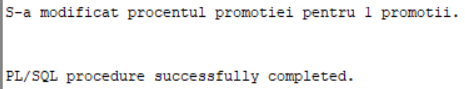 S-a modificat procentul promotiei pentru 1 promotii.
PL/SQL procedure successfully completed.